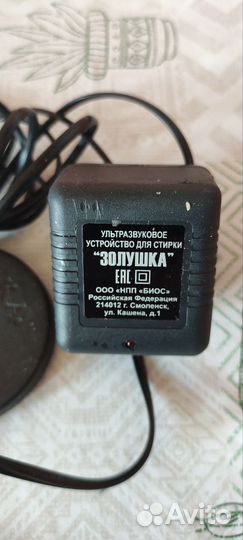 УЛЬТРАЗВУКОВОЕ
УСТРОЙСТВО ДЛЯ СТИРКИ
"ЗОЛУШКА"
EAC
ООО «НПП «БИОС»
Российская Федерация
214012 г. Смоленск,
ул. Кашена, д.1
Avito